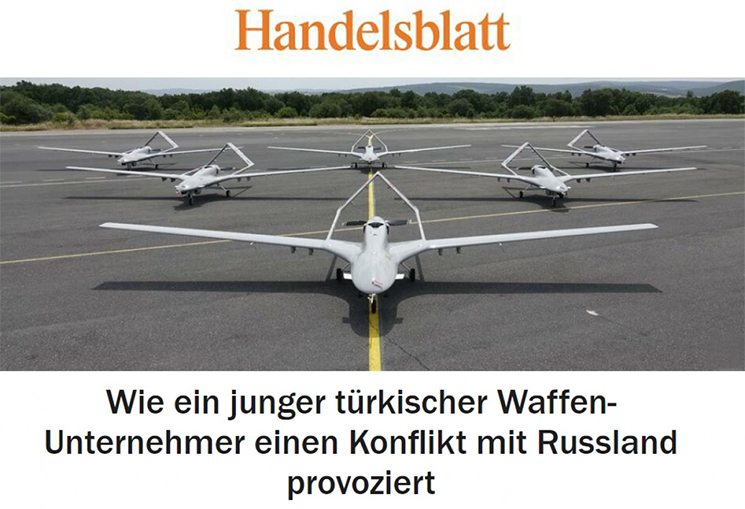 Handelsblatt
Wie ein junger türkischer Waffen-
Unternehmer einen Konflikt mit Russland
provoziert